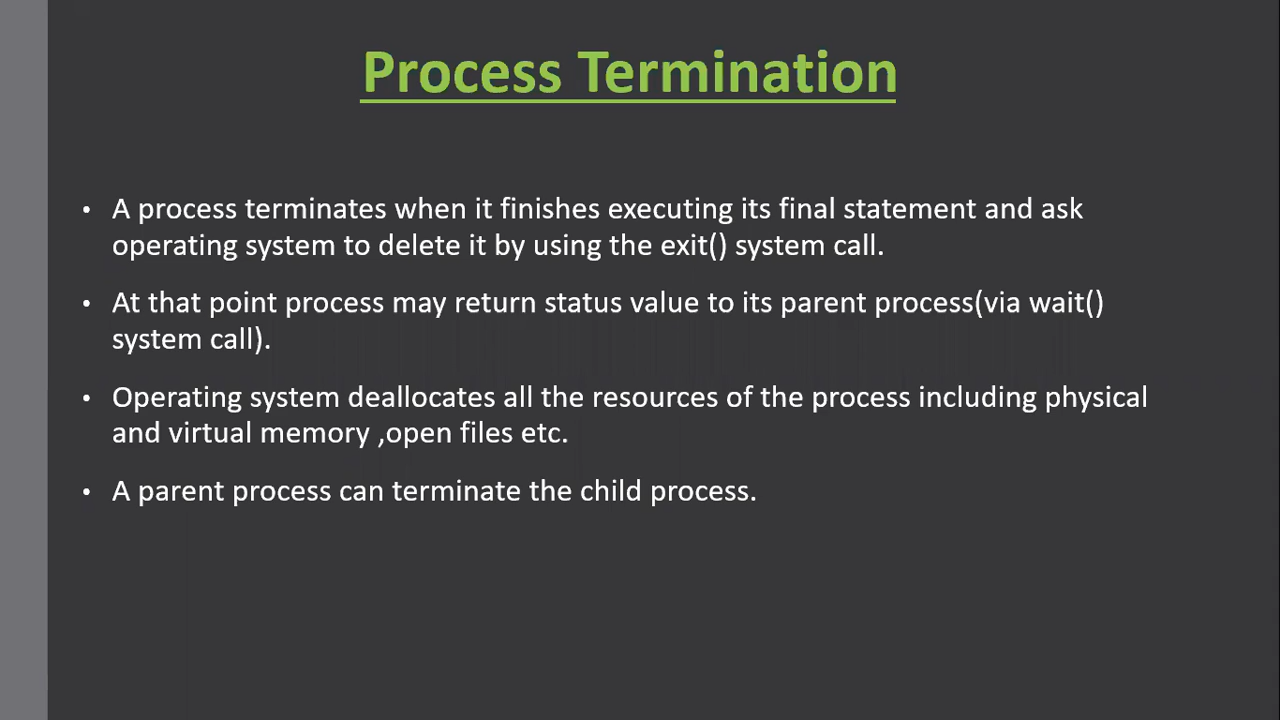 Process Termination
• A process terminates when it finishes executing its final statement and ask
operating system to delete it by using the exit() system call.
• At that point process may return status value to its parent process(via wait()
system call).
• Operating system deallocates all the resources of the process including physical
and virtual memory ,open files etc.
• A parent process can terminate the child process.